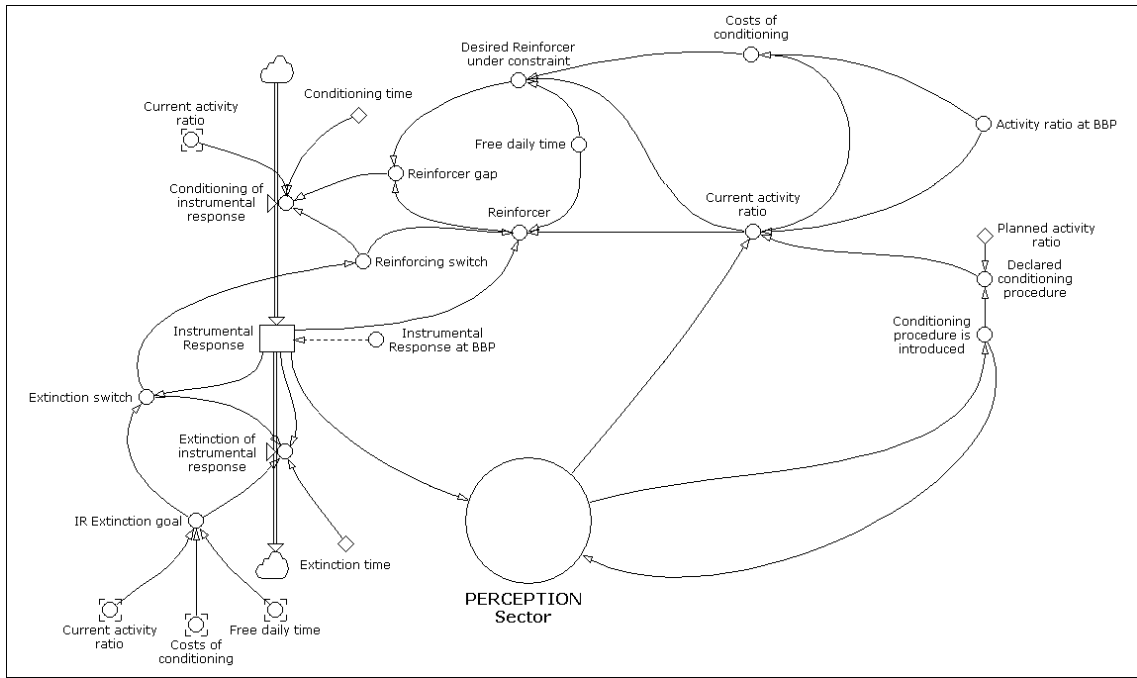 Costs of
conditioning
Desired Reinforcer
under constraint
Conditioning time
Current activity
ratio
Activity ratio at BBP
Free daily time
Reinforcer gap
Conditioning of
instrumental
response
Current activity
ratio
Reinforcer
Planned activity
ratio
Reinforcing switch
Declared
conditioning
procedure
Instrumental
Response
Instrumental
Response at BBP
Conditioning
procedure is
introduced
Extinction switch
Extinction of
instrumental
response
IR Extinction goal
Extinction time
PERCEPTION
Sector
Current activity
ratio
Costs of
conditioning
Free daily time